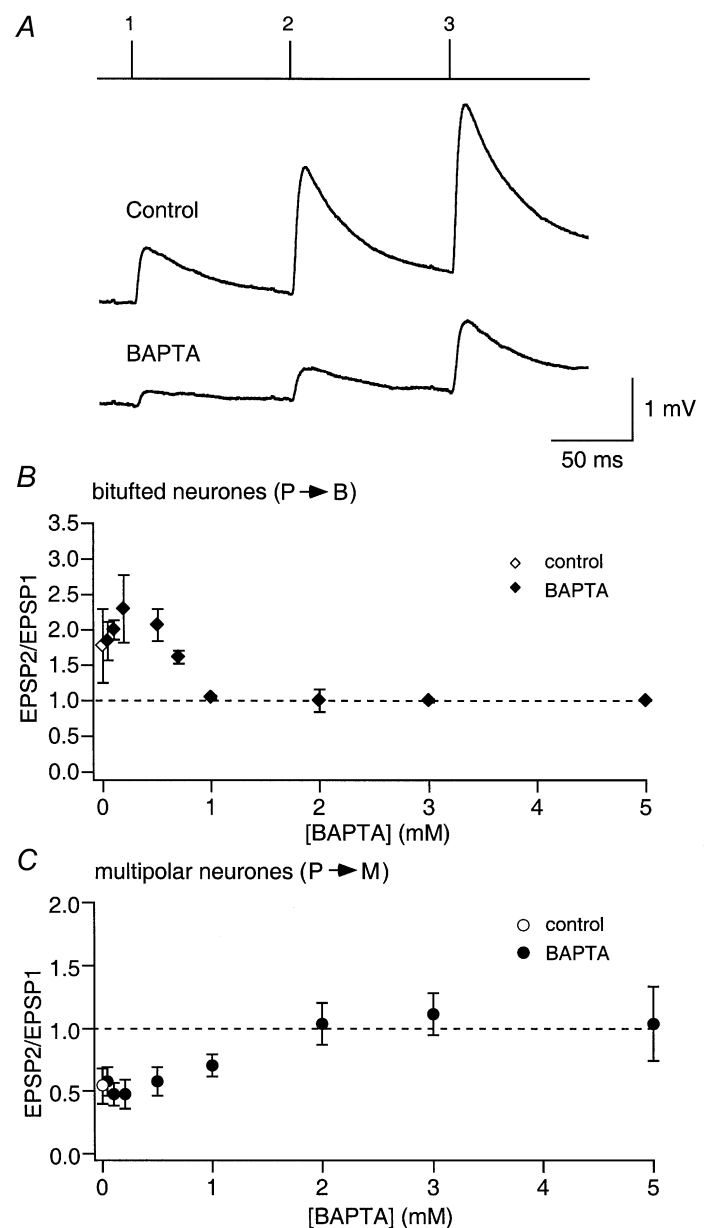 A
1 2 3
Control
BAPTA
1 mV
50 ms
B
bitufted neurones (P → B)
3.5
3.0
2.5
2.0
1.5
1.0
0.5
0.0
EPSP2/EPSP1
control
BAPTA
0 1 2 3 4 5
[BAPTA] (mM)
C
multipolar neurones (P → M)
2.0
1.5
1.0
0.5
0.0
EPSP2/EPSP1
control
BAPTA
0 1 2 3 4 5
[BAPTA] (mM)